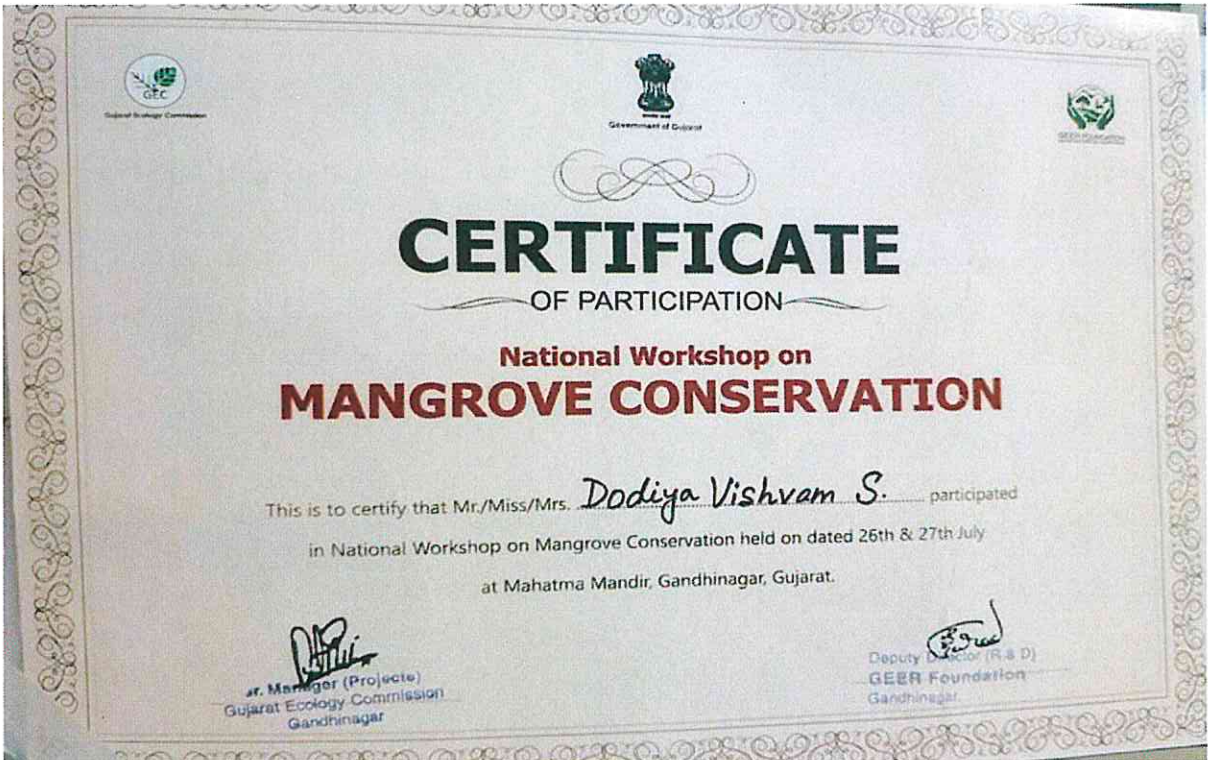 GEC
Gujarat Ecology Commission
Government of Gujarat
GEER FOUNDATION
CERTIFICATE
OF PARTICIPATION
National Workshop on
MANGROVE CONSERVATION
This is to certify that Mr./Miss/Mrs. Dodiya Vishvam S. participated
in National Workshop on Mangrove Conservation held on dated 26th & 27th July
at Mahatma Mandir, Gandhinagar, Gujarat.
Manager (Projects)
Gujarat Ecology Commission
Gandhinagar
Deputy Director (R & D)
GEER Foundation
Gandhinagar